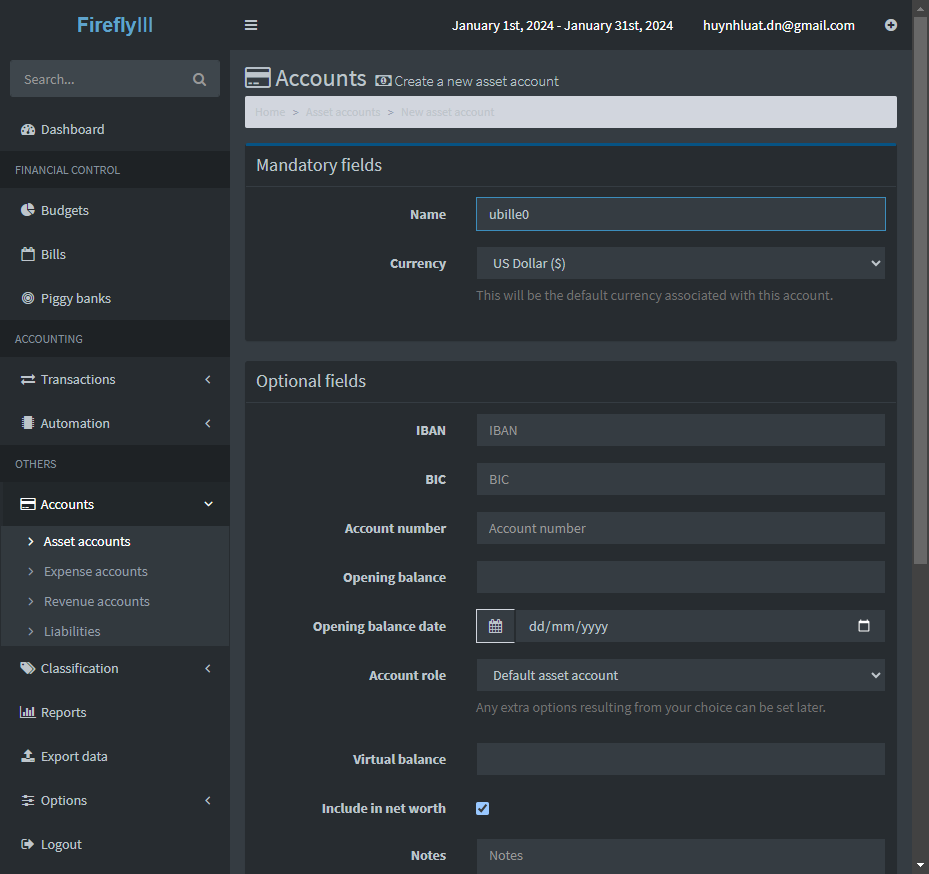 FireflyIII
January 1st, 2024 - January 31st, 2024
huynhluat.dn@gmail.com
Search...
Dashboard
FINANCIAL CONTROL
Budgets
Bills
Piggy banks
ACCOUNTING
Transactions
Automation
OTHERS
Accounts
Asset accounts
Expense accounts
Revenue accounts
Liabilities
Classification
Reports
Export data
Options
Logout
Accounts Create a new asset account
Home > Asset accounts > New asset account
Mandatory fields
Name ubille0
Currency US Dollar ($)
This will be the default currency associated with this account.
Optional fields
IBAN IBAN
BIC BIC
Account number Account number
Opening balance
Opening balance date dd/mm/yyyy
Account role Default asset account
Any extra options resulting from your choice can be set later.
Virtual balance
Include in net worth
Notes Notes